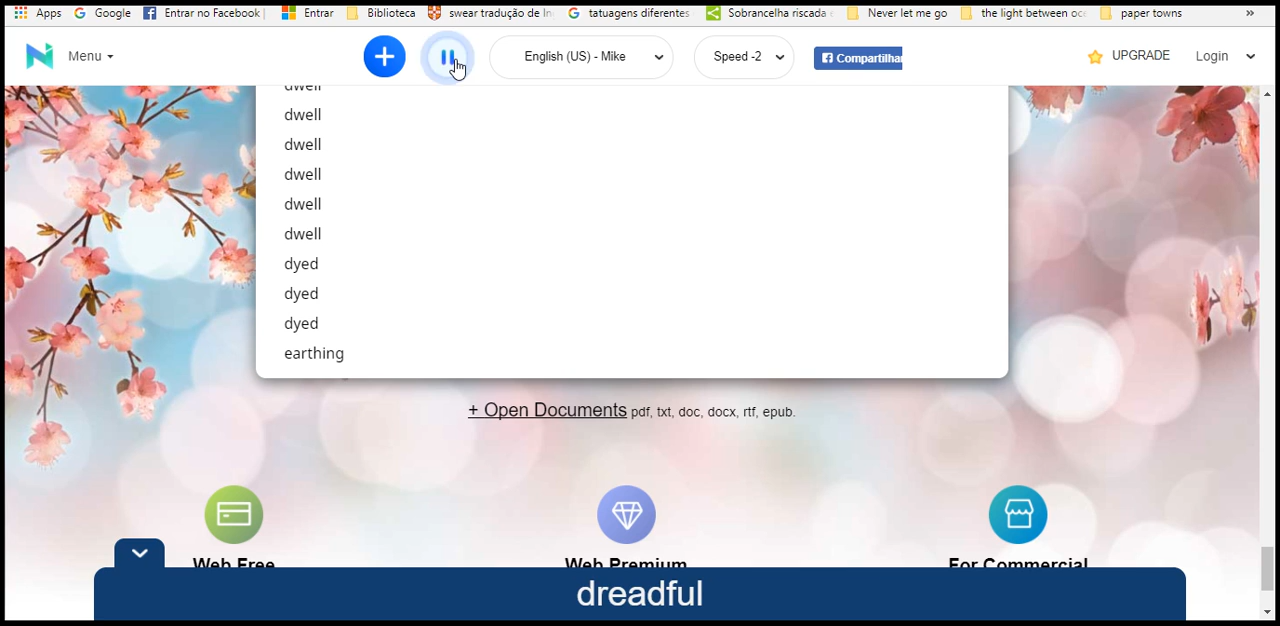 Apps Google Entrar no Facebook Entrar Biblioteca swear tradução de In tatuagens diferentes Sobrancelha riscada Never let me go the light between oce paper towns »
Menu English (US) - Mike Speed -2 Compartilhar UPGRADE Login
dwell
dwell
dwell
dwell
dwell
dwell
dyed
dyed
dyed
earthing
+ Open Documents pdf, txt, doc, docx, rtf, epub.
Web Free Web Premium For Commercial
dreadful